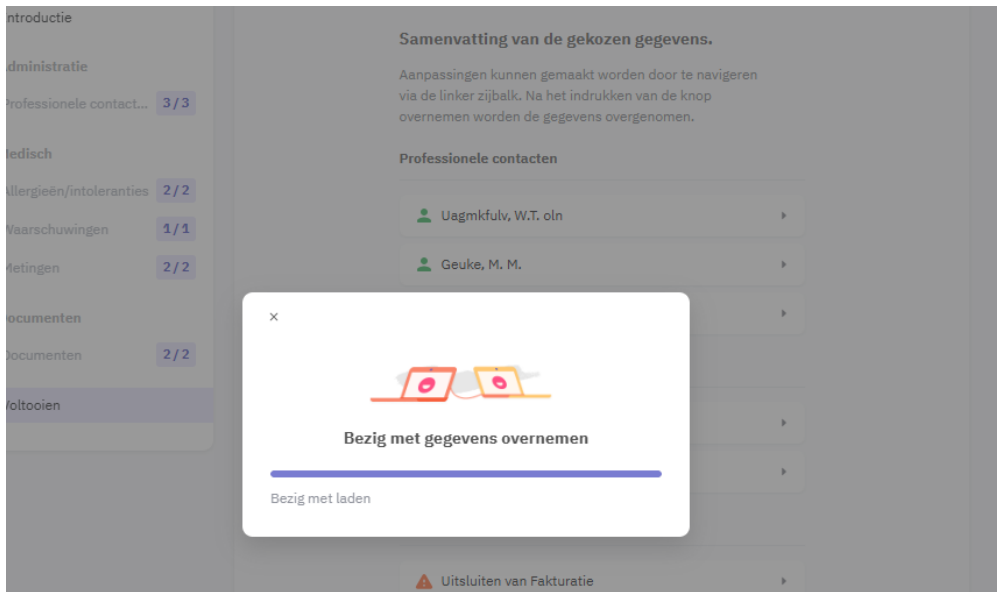 ntroductie
dministratie
Professionele contact... 3/3
Medisch
Allergieën/intoleranties 2/2
Waarschuwingen 1/1
Metingen 2/2
ocumenten
Documenten 2/2
Voltooien
Samenvatting van de gekozen gegevens.
Aanpassingen kunnen gemaakt worden door te navigeren
via de linker zijbalk. Na het indrukken van de knop
overnemen worden de gegevens overgenomen.
Professionele contacten
Uagmkfulv, W.T. oln
Geuke, M. M.
Bezig met gegevens overnemen
Bezig met laden
Uitsluiten van Fakturatie